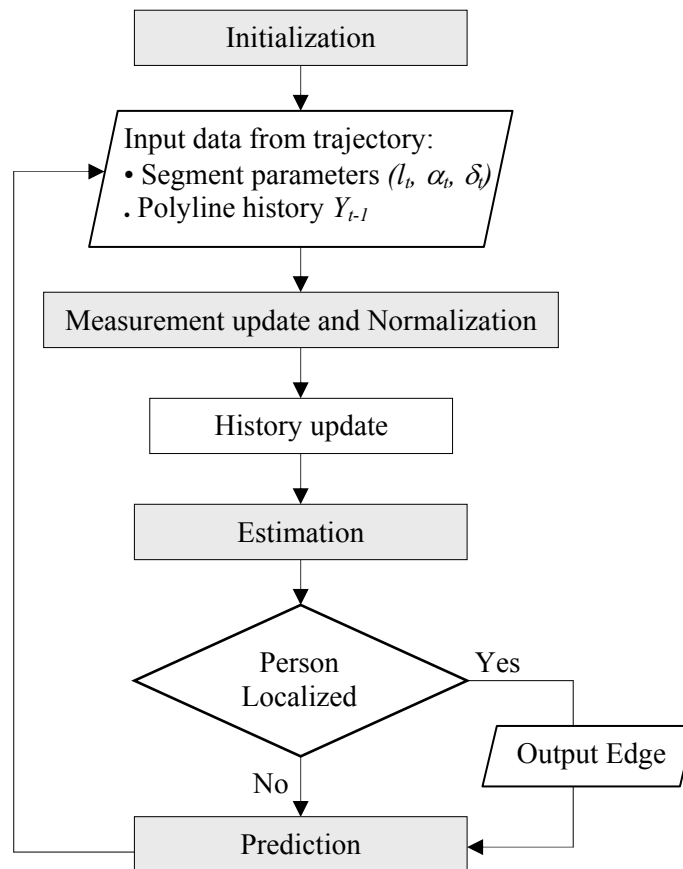 Initialization
Input data from trajectory:
• Segment parameters (lt, αt, δt)
. Polyline history Yt-1
Measurement update and Normalization
History update
Estimation
Person
Localized
Yes
Output Edge
No
Prediction